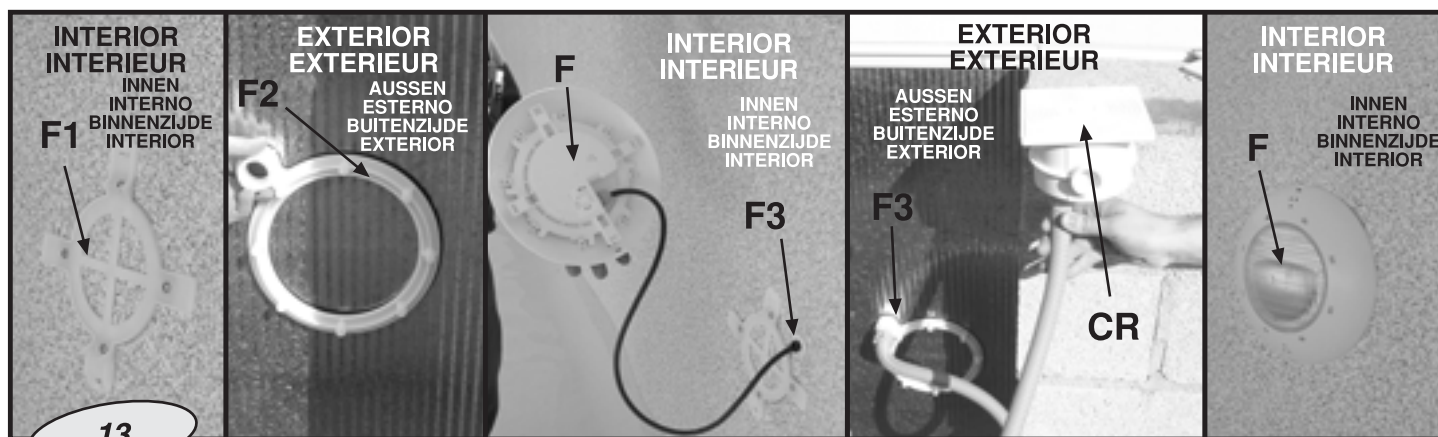 INTERIOR
INTERIEUR
INNEN
INTERNO
BINNENZIJDE
INTERIOR
F1
13
EXTERIOR
EXTERIEUR
AUSSEN
ESTERNO
BUITENZIJDE
EXTERIOR
F2
INTERIOR
INTERIEUR
INNEN
INTERNO
BINNENZIJDE
INTERIOR
F
F3
EXTERIOR
EXTERIEUR
AUSSEN
ESTERNO
BUITENZIJDE
EXTERIOR
F3
CR
INTERIOR
INTERIEUR
INNEN
INTERNO
BINNENZIJDE
INTERIOR
F